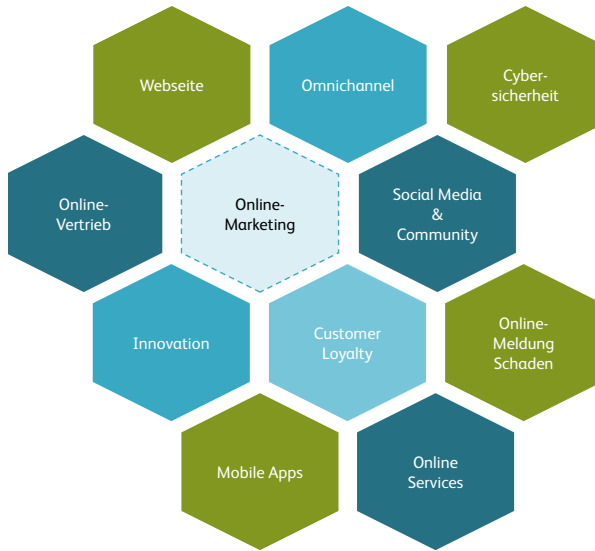 Webseite
Omnichannel
Cyber-
sicherheit
Online-
Vertrieb
Online-
Marketing
Social Media
&
Community
Innovation
Customer
Loyalty
Online-
Meldung
Schaden
Mobile Apps
Online
Services